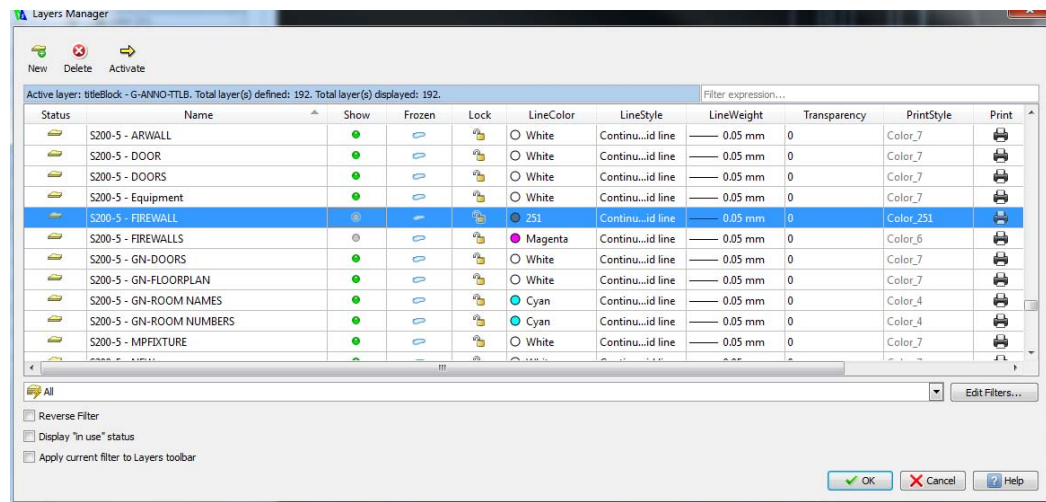 Layers Manager
New Delete Activate
Active layer: titleBlock - G-ANNO-TTLB. Total layer(s) defined: 192. Total layer(s) displayed: 192. Filter expression...
Status Name Show Frozen Lock LineColor LineStyle LineWeight Transparency PrintStyle Print
S200-5 - ARWALL White Continu...id line 0.05 mm 0 Color_7
S200-5 - DOOR White Continu...id line 0.05 mm 0 Color_7
S200-5 - DOORS White Continu...id line 0.05 mm 0 Color_7
S200-5 - Equipment White Continu...id line 0.05 mm 0 Color_7
S200-5 - FIREWALL 251 Continu...id line 0.05 mm 0 Color_251
S200-5 - FIREWALLS Magenta Continu...id line 0.05 mm 0 Color_6
S200-5 - GN-DOORS White Continu...id line 0.05 mm 0 Color_7
S200-5 - GN-FLOORPLAN White Continu...id line 0.05 mm 0 Color_7
S200-5 - GN-ROOM NAMES Cyan Continu...id line 0.05 mm 0 Color_4
S200-5 - GN-ROOM NUMBERS Cyan Continu...id line 0.05 mm 0 Color_4
S200-5 - MPFIXTURE White Continu...id line 0.05 mm 0 Color_7
All Edit Filters...
Reverse Filter
Display "in use" status
Apply current filter to Layers toolbar
OK Cancel Help